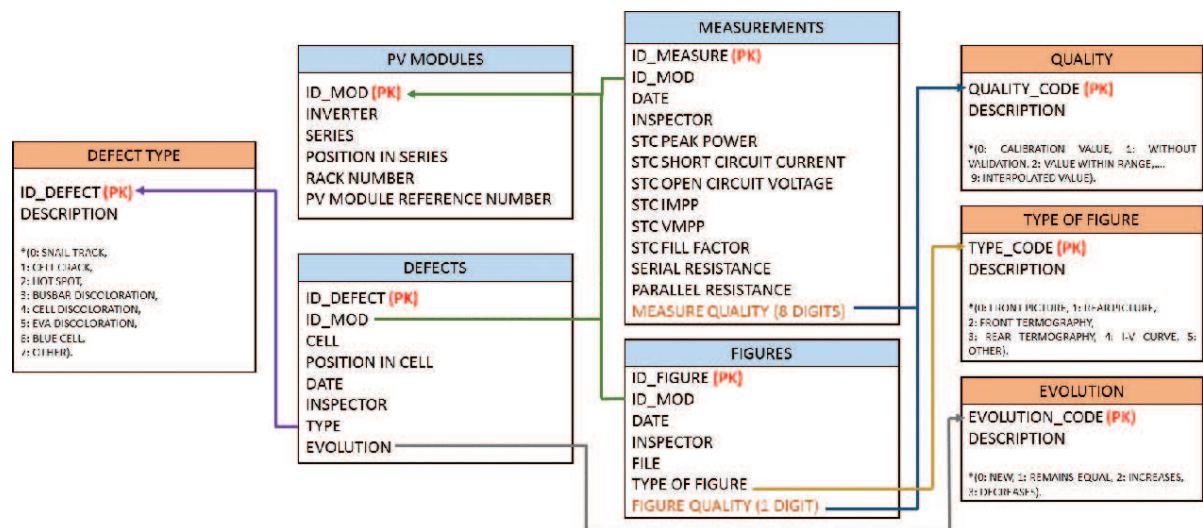 DEFECT TYPE
ID_DEFECT (PK)
DESCRIPTION
*(0: SNAIL TRACK,
1: CELL CRACK,
2: HOT SPOT,
3: BUSBAR DISCOLORATION,
4: CELL DISCOLORATION,
5: EVA DISCOLORATION,
6: BLUE CELL,
7: OTHER).
PV MODULES
ID_MOD (PK)
INVERTER
SERIES
POSITION IN SERIES
RACK NUMBER
PV MODULE REFERENCE NUMBER
DEFECTS
ID_DEFECT (PK)
ID_MOD
CELL
POSITION IN CELL
DATE
INSPECTOR
TYPE
EVOLUTION
MEASUREMENTS
ID_MEASURE (PK)
ID_MOD
DATE
INSPECTOR
STC PEAK POWER
STC SHORT CIRCUIT CURRENT
STC OPEN CIRCUIT VOLTAGE
STC IMPP
STC VMPP
STC FILL FACTOR
SERIAL RESISTANCE
PARALLEL RESISTANCE
MEASURE QUALITY (8 DIGITS)
FIGURES
ID_FIGURE (PK)
ID_MOD
DATE
INSPECTOR
FILE
TYPE OF FIGURE
FIGURE QUALITY (1 DIGIT)
QUALITY
QUALITY_CODE (PK)
DESCRIPTION
*(0: CALIBRATION VALUE, 1: WITHOUT
VALIDATION. 2: VALUE WITHIN RANGE,....
9: INTERPOLATED VALUE).
TYPE OF FIGURE
TYPE_CODE (PK)
DESCRIPTION
*(0: FRONT PICTURE, 1: REAR PICTURE,
2: FRONT TERMOGRAPHY,
3: REAR TERMOGRAPHY, 4: I-V CURVE, 5:
OTHER).
EVOLUTION
EVOLUTION_CODE (PK)
DESCRIPTION
*(0: NEW, 1: REMAINS EQUAL, 2: INCREASES,
3: DECREASES).